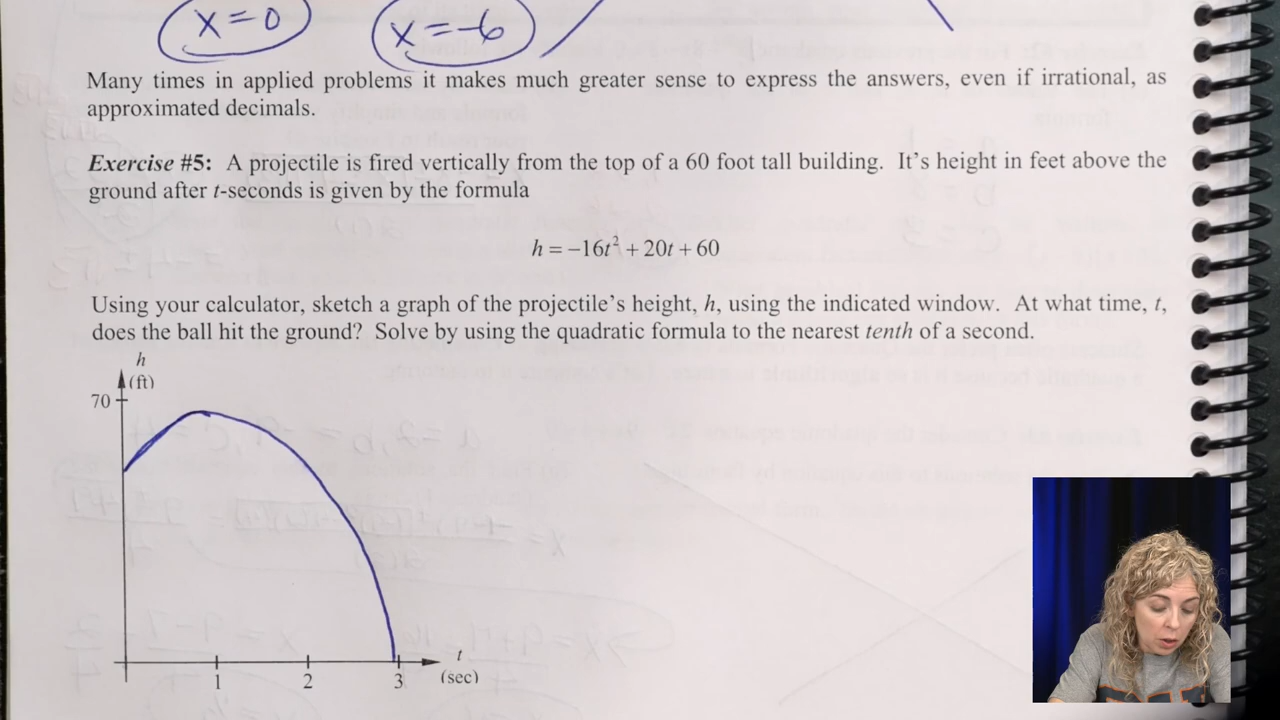 x = 0 x = -6
Many times in applied problems it makes much greater sense to express the answers, even if irrational, as
approximated decimals.
Exercise #5: A projectile is fired vertically from the top of a 60 foot tall building. It's height in feet above the
ground after t-seconds is given by the formula
h = −16t² + 20t + 60
Using your calculator, sketch a graph of the projectile's height, h, using the indicated window. At what time, t,
does the ball hit the ground? Solve by using the quadratic formula to the nearest tenth of a second.
h
(ft)
70
t
1 2 3 (sec)